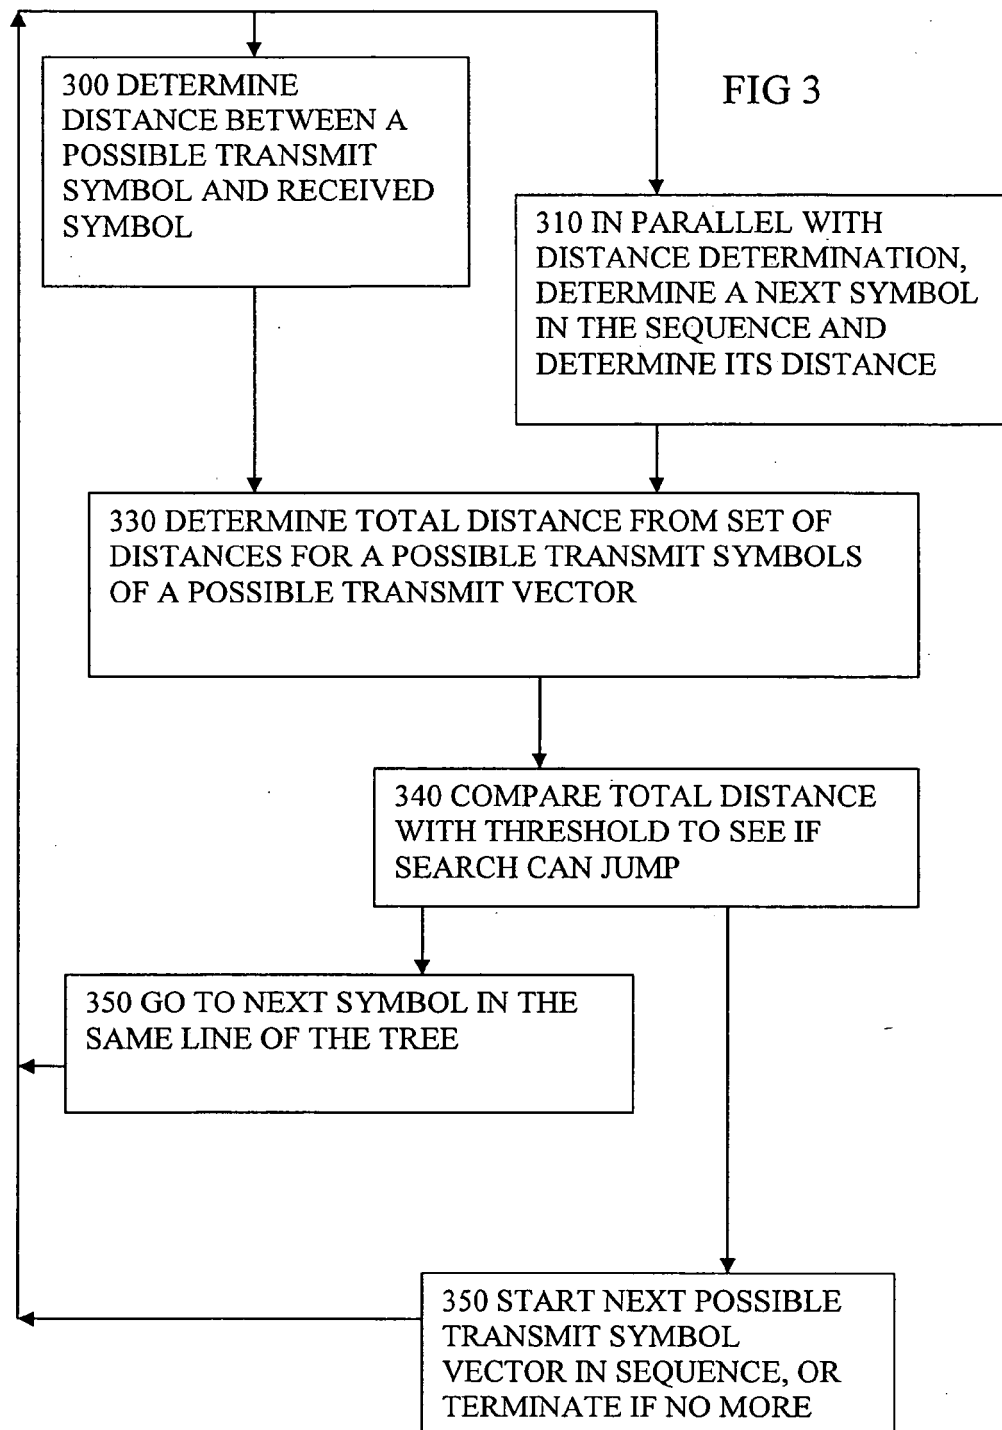 FIG 3
300 DETERMINE
DISTANCE BETWEEN A
POSSIBLE TRANSMIT
SYMBOL AND RECEIVED
SYMBOL
310 IN PARALLEL WITH
DISTANCE DETERMINATION,
DETERMINE A NEXT SYMBOL
IN THE SEQUENCE AND
DETERMINE ITS DISTANCE
330 DETERMINE TOTAL DISTANCE FROM SET OF
DISTANCES FOR A POSSIBLE TRANSMIT SYMBOLS
OF A POSSIBLE TRANSMIT VECTOR
340 COMPARE TOTAL DISTANCE
WITH THRESHOLD TO SEE IF
SEARCH CAN JUMP
350 GO TO NEXT SYMBOL IN THE
SAME LINE OF THE TREE
350 START NEXT POSSIBLE
TRANSMIT SYMBOL
VECTOR IN SEQUENCE, OR
TERMINATE IF NO MORE